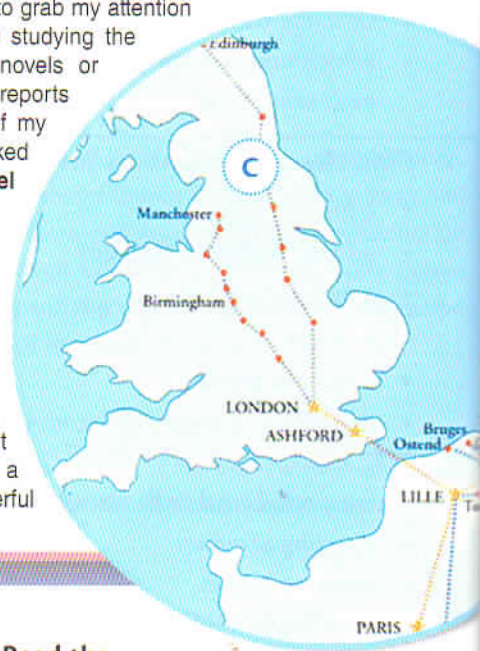 to grab my attention
studying the
novels or
reports
f my
ked
el
Edinburgh
C
Manchester
Birmingham
LONDON
ASHFORD
Bruges
Ostend
LILLE
PARIS
t
a
erful
Read the